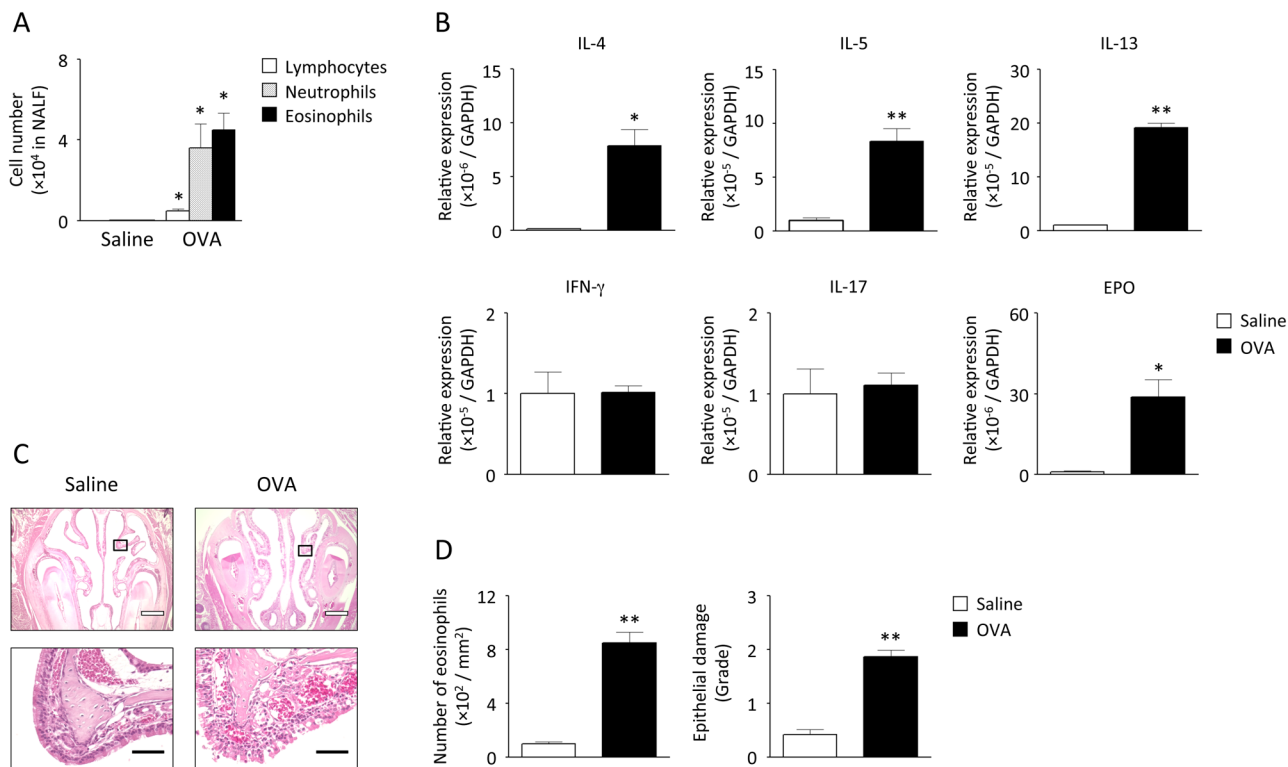 A
Cell number
(×10⁴ in NALF)
8
4
0
Lymphocytes
Neutrophils
Eosinophils
*
*
*
Saline
OVA
B
IL-4
Relative expression
(×10⁻⁶ / GAPDH)
15
10
5
0
*
IL-5
Relative expression
(×10⁻⁵ / GAPDH)
15
10
5
0
**
IL-13
Relative expression
(×10⁻⁵ / GAPDH)
30
20
10
0
**
IFN-γ
Relative expression
(×10⁻⁵ / GAPDH)
2
1
0
IL-17
Relative expression
(×10⁻⁵ / GAPDH)
2
1
0
EPO
Relative expression
(×10⁻⁶ / GAPDH)
60
30
0
*
Saline
OVA
C
Saline
OVA
D
Number of eosinophils
(×10² / mm²)
12
8
4
0
**
Epithelial damage
(Grade)
3
2
1
0
**
Saline
OVA